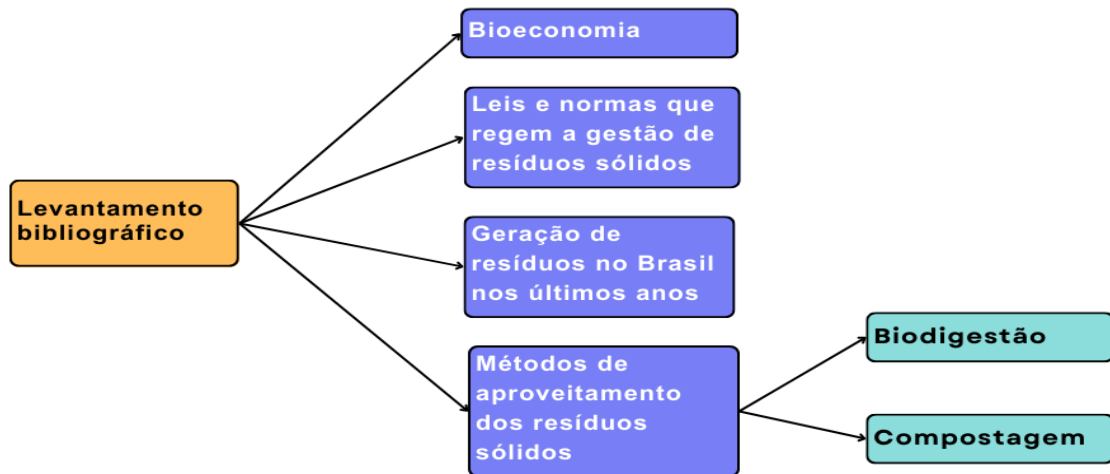 Bioeconomia
Leis e normas que
regem a gestão de
resíduos sólidos
Levantamento
bibliográfico
Geração de
resíduos no Brasil
nos últimos anos
Métodos de
aproveitamento
dos resíduos
sólidos
Biodigestão
Compostagem